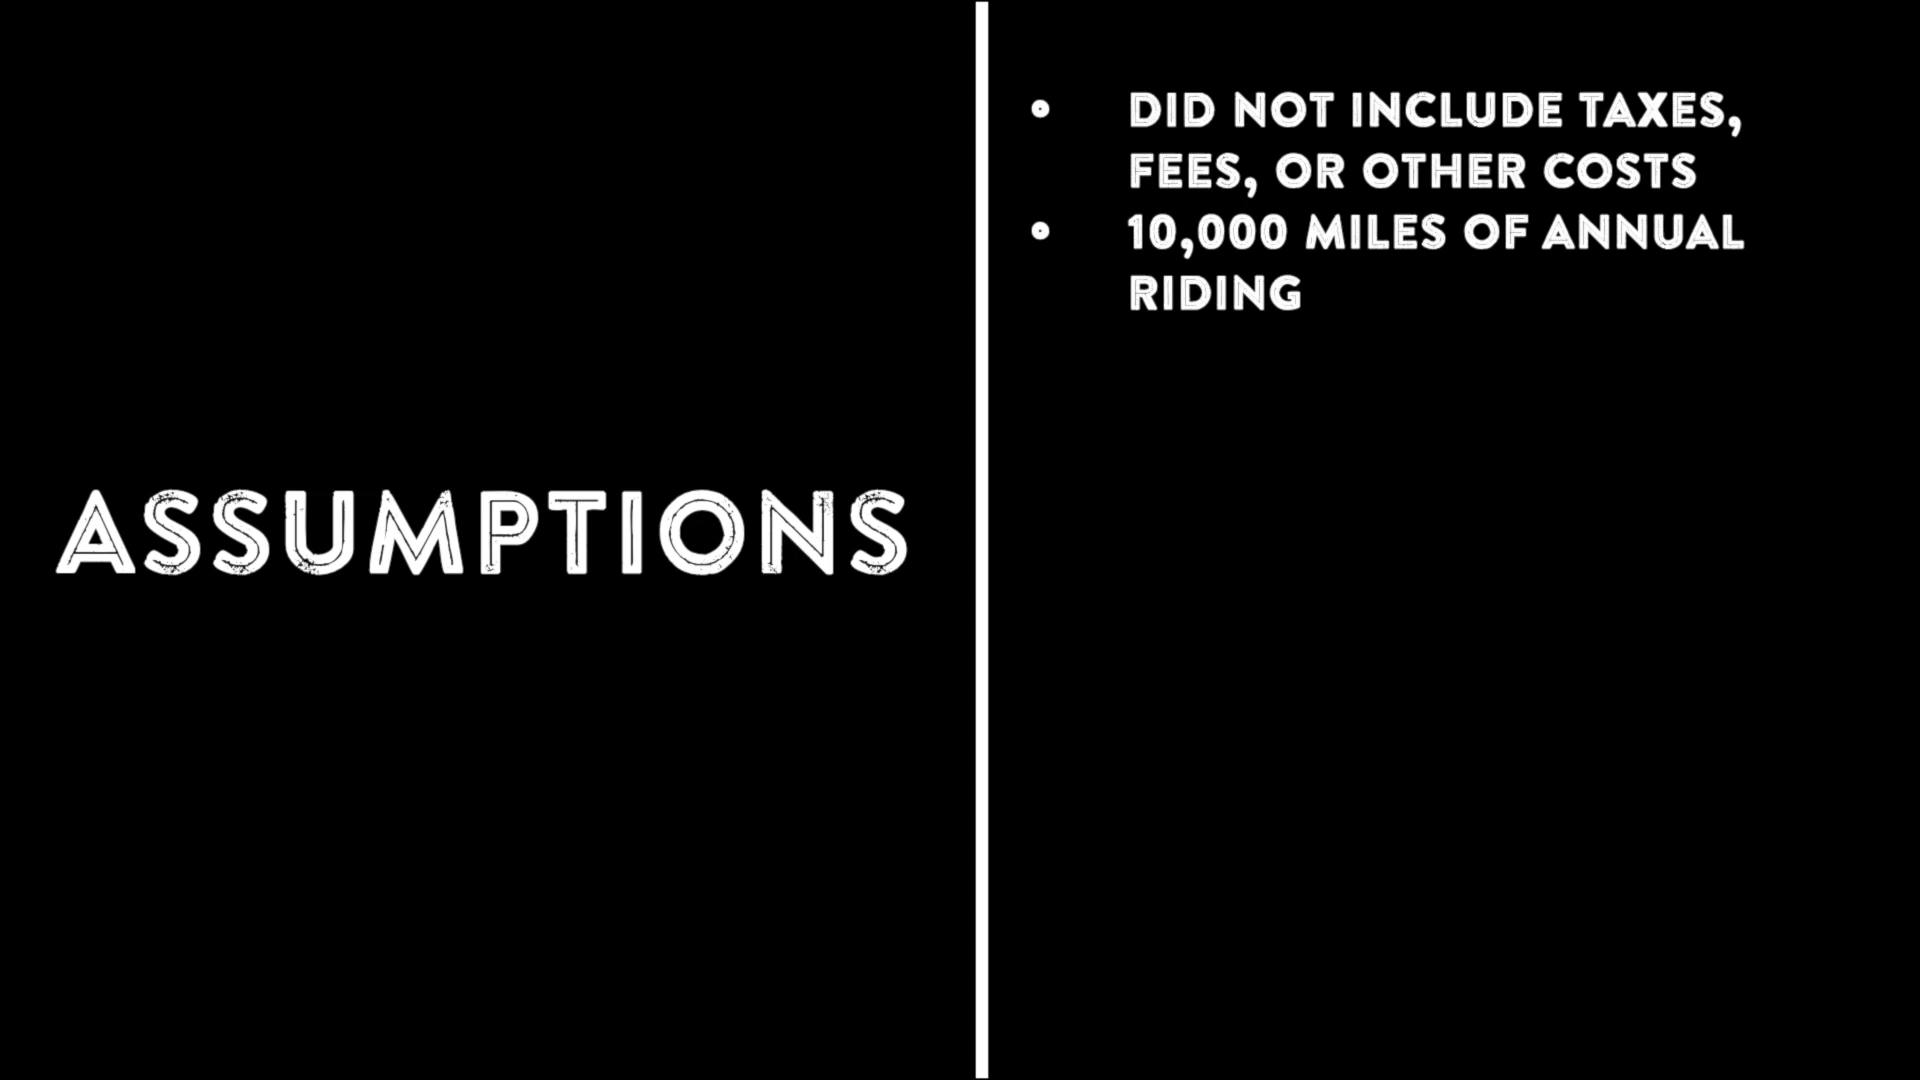 ASSUMPTIONS
• DID NOT INCLUDE TAXES,
FEES, OR OTHER COSTS
• 10,000 MILES OF ANNUAL
RIDING